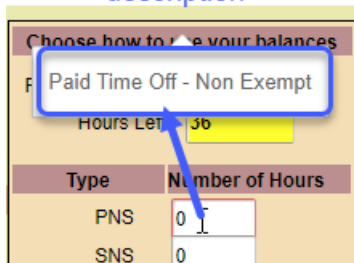 description
Choose how to use your balances
Paid Time Off - Non Exempt
Hours Left 36
Type Number of Hours
PNS 0
SNS 0